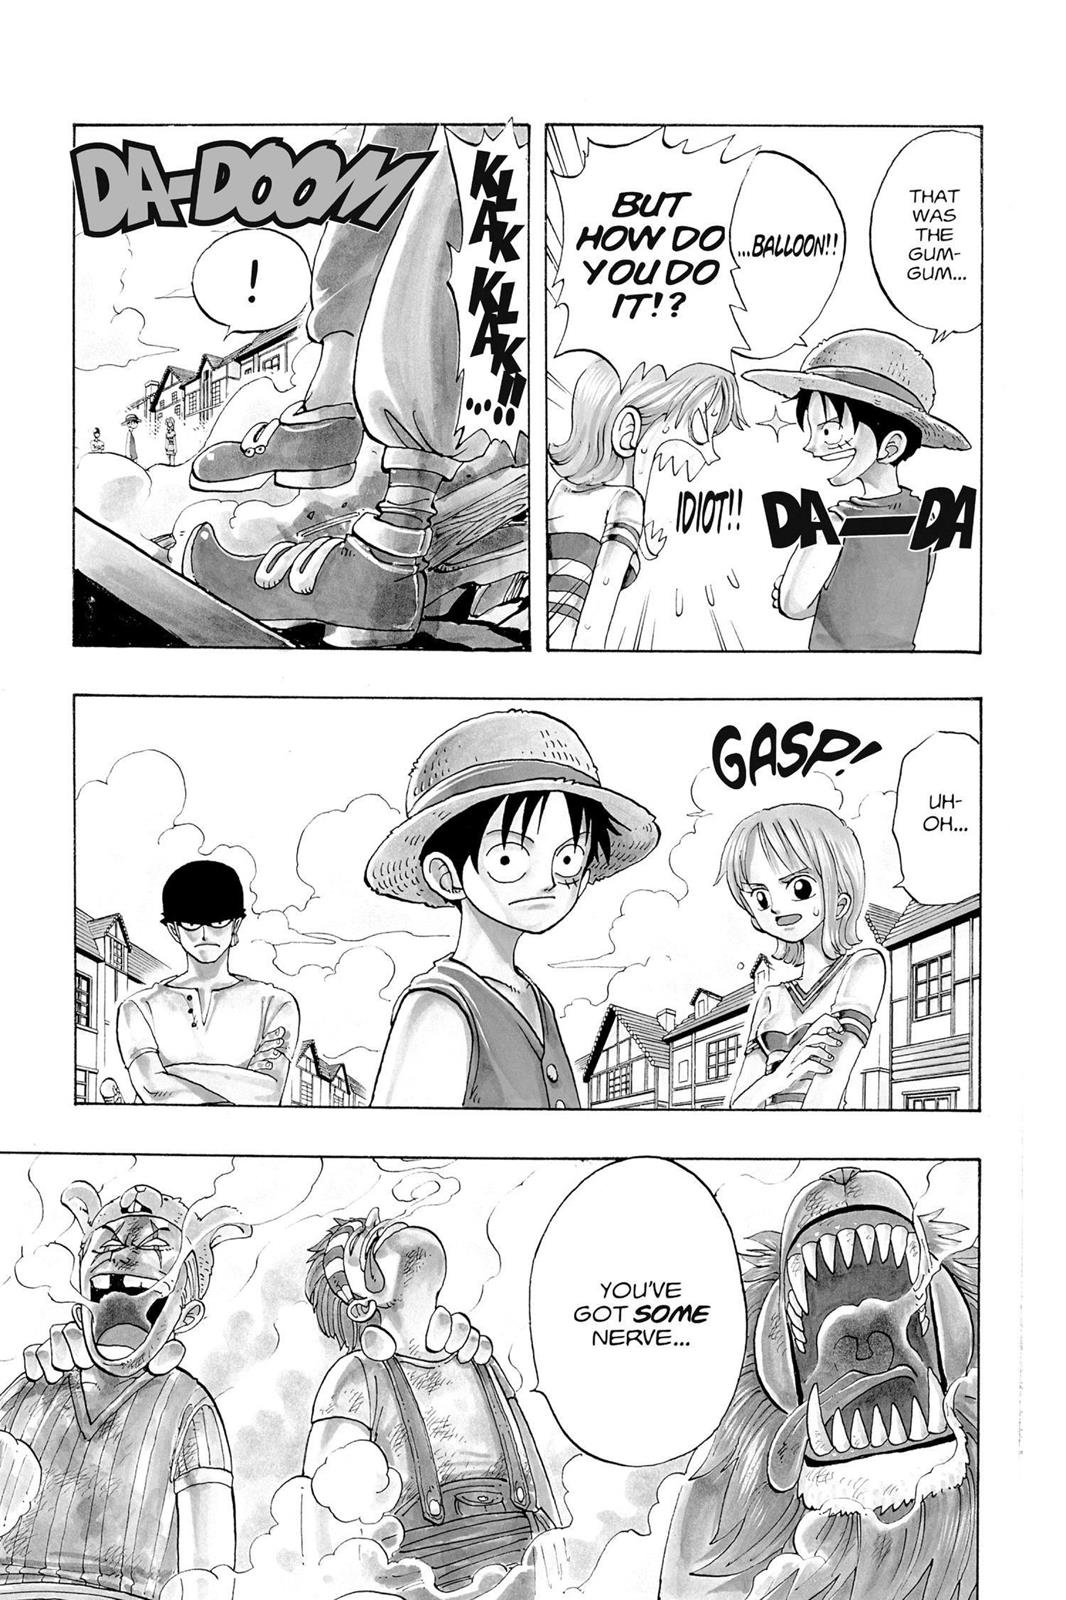 THAT
WAS
THE
GUM-
GUM...
...BALLOON!!
BUT
HOW DO
YOU DO
IT!?
IDIOT!!
DA—DA
KLAK KLAK!!...
DA-DOOM
!
UH-
OH...
GASP!
YOU'VE
GOT SOME
NERVE...